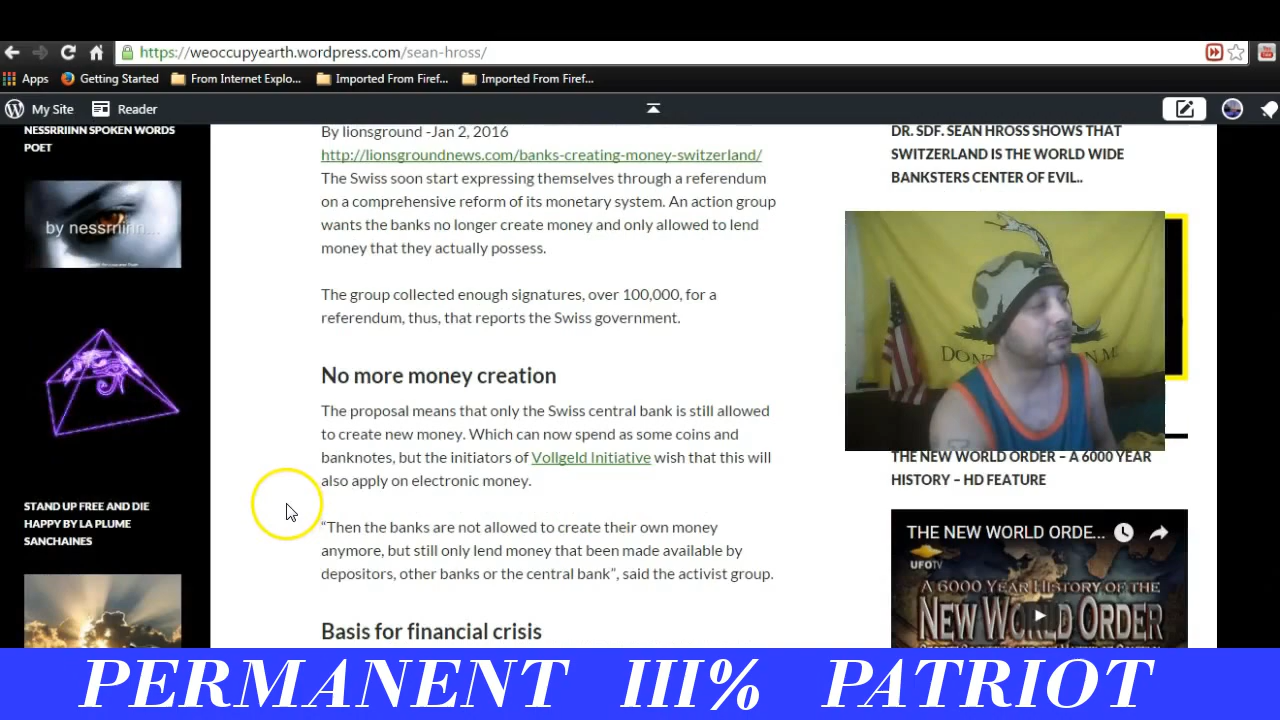 https://weoccupyearth.wordpress.com/sean-hross/
Apps Getting Started From Internet Explo... Imported From Firef... Imported From Firef...
My Site Reader
NESSRRIINN SPOKEN WORDS
POET
by nessrriinn...
STAND UP FREE AND DIE
HAPPY BY LA PLUME
SANCHAINES
By lionsground -Jan 2, 2016
http://lionsgroundnews.com/banks-creating-money-switzerland/
The Swiss soon start expressing themselves through a referendum
on a comprehensive reform of its monetary system. An action group
wants the banks no longer create money and only allowed to lend
money that they actually possess.
The group collected enough signatures, over 100,000, for a
referendum, thus, that reports the Swiss government.
No more money creation
The proposal means that only the Swiss central bank is still allowed
to create new money. Which can now spend as some coins and
banknotes, but the initiators of Vollgeld Initiative wish that this will
also apply on electronic money.
“Then the banks are not allowed to create their own money
anymore, but still only lend money that been made available by
depositors, other banks or the central bank“, said the activist group.
Basis for financial crisis
DR. SDF. SEAN HROSS SHOWS THAT
SWITZERLAND IS THE WORLD WIDE
BANKSTERS CENTER OF EVIL..
THE NEW WORLD ORDER – A 6000 YEAR
HISTORY – HD FEATURE
THE NEW WORLD ORDE...
UFOTV
A 6000 YEAR HISTORY OF THE
NEW WORLD ORDER
PERMANENT III% PATRIOT